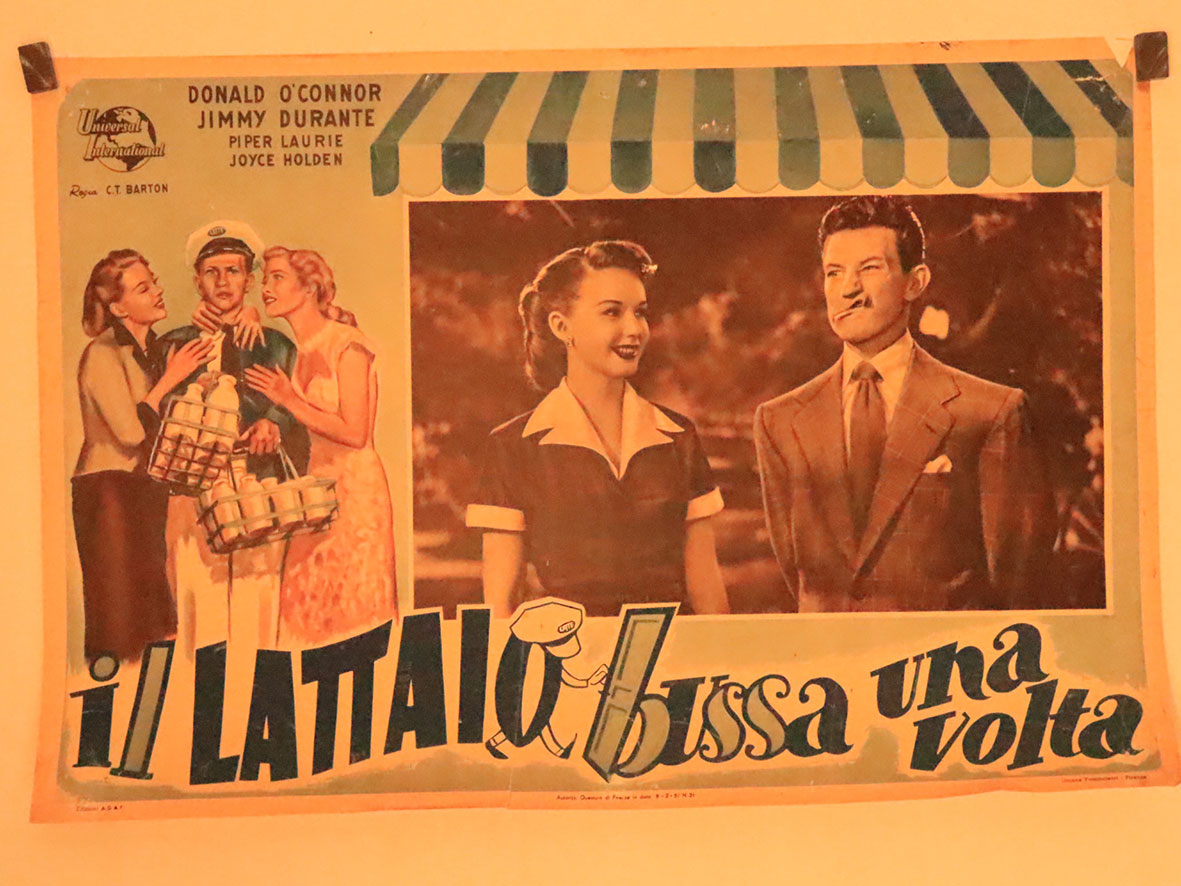 Universal
International
DONALD O'CONNOR
JIMMY DURANTE
PIPER LAURIE
JOYCE HOLDEN
Regia C.T. BARTON
il LATTAIO bussa una
volta